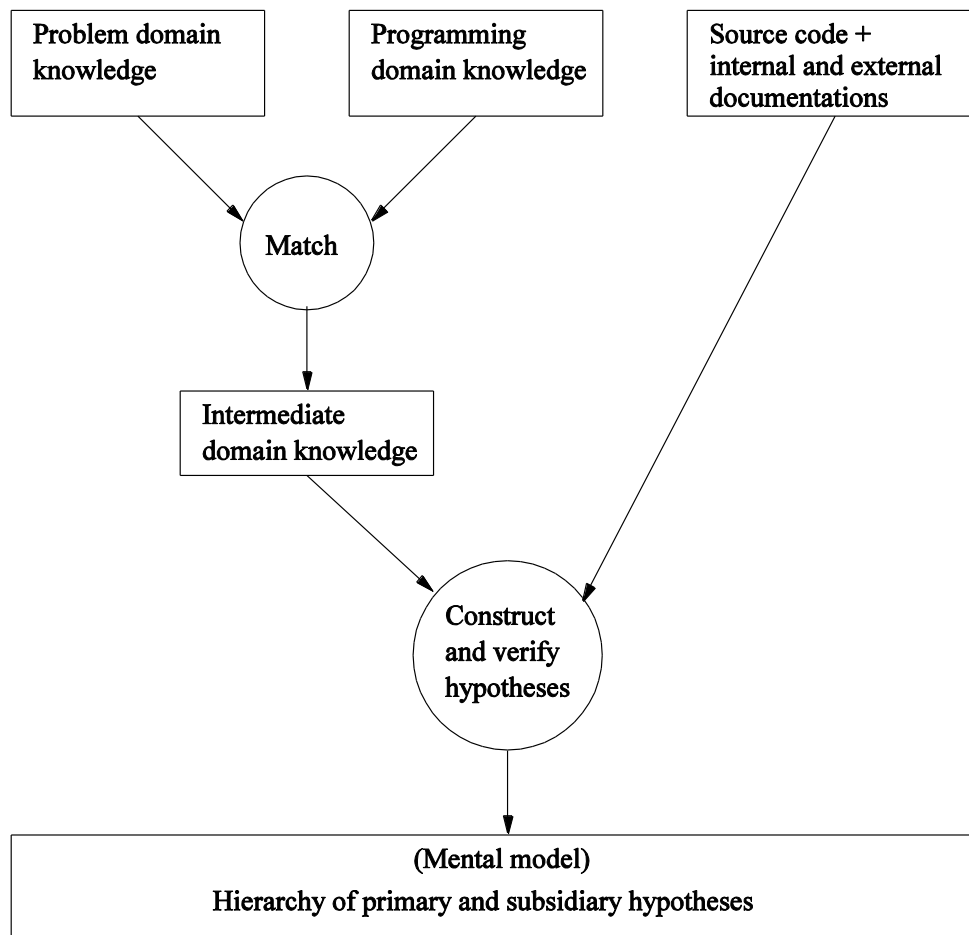 Problem domain
knowledge
Programming
domain knowledge
Source code +
internal and external
documentations
Match
Intermediate
domain knowledge
Construct
and verify
hypotheses
(Mental model)
Hierarchy of primary and subsidiary hypotheses